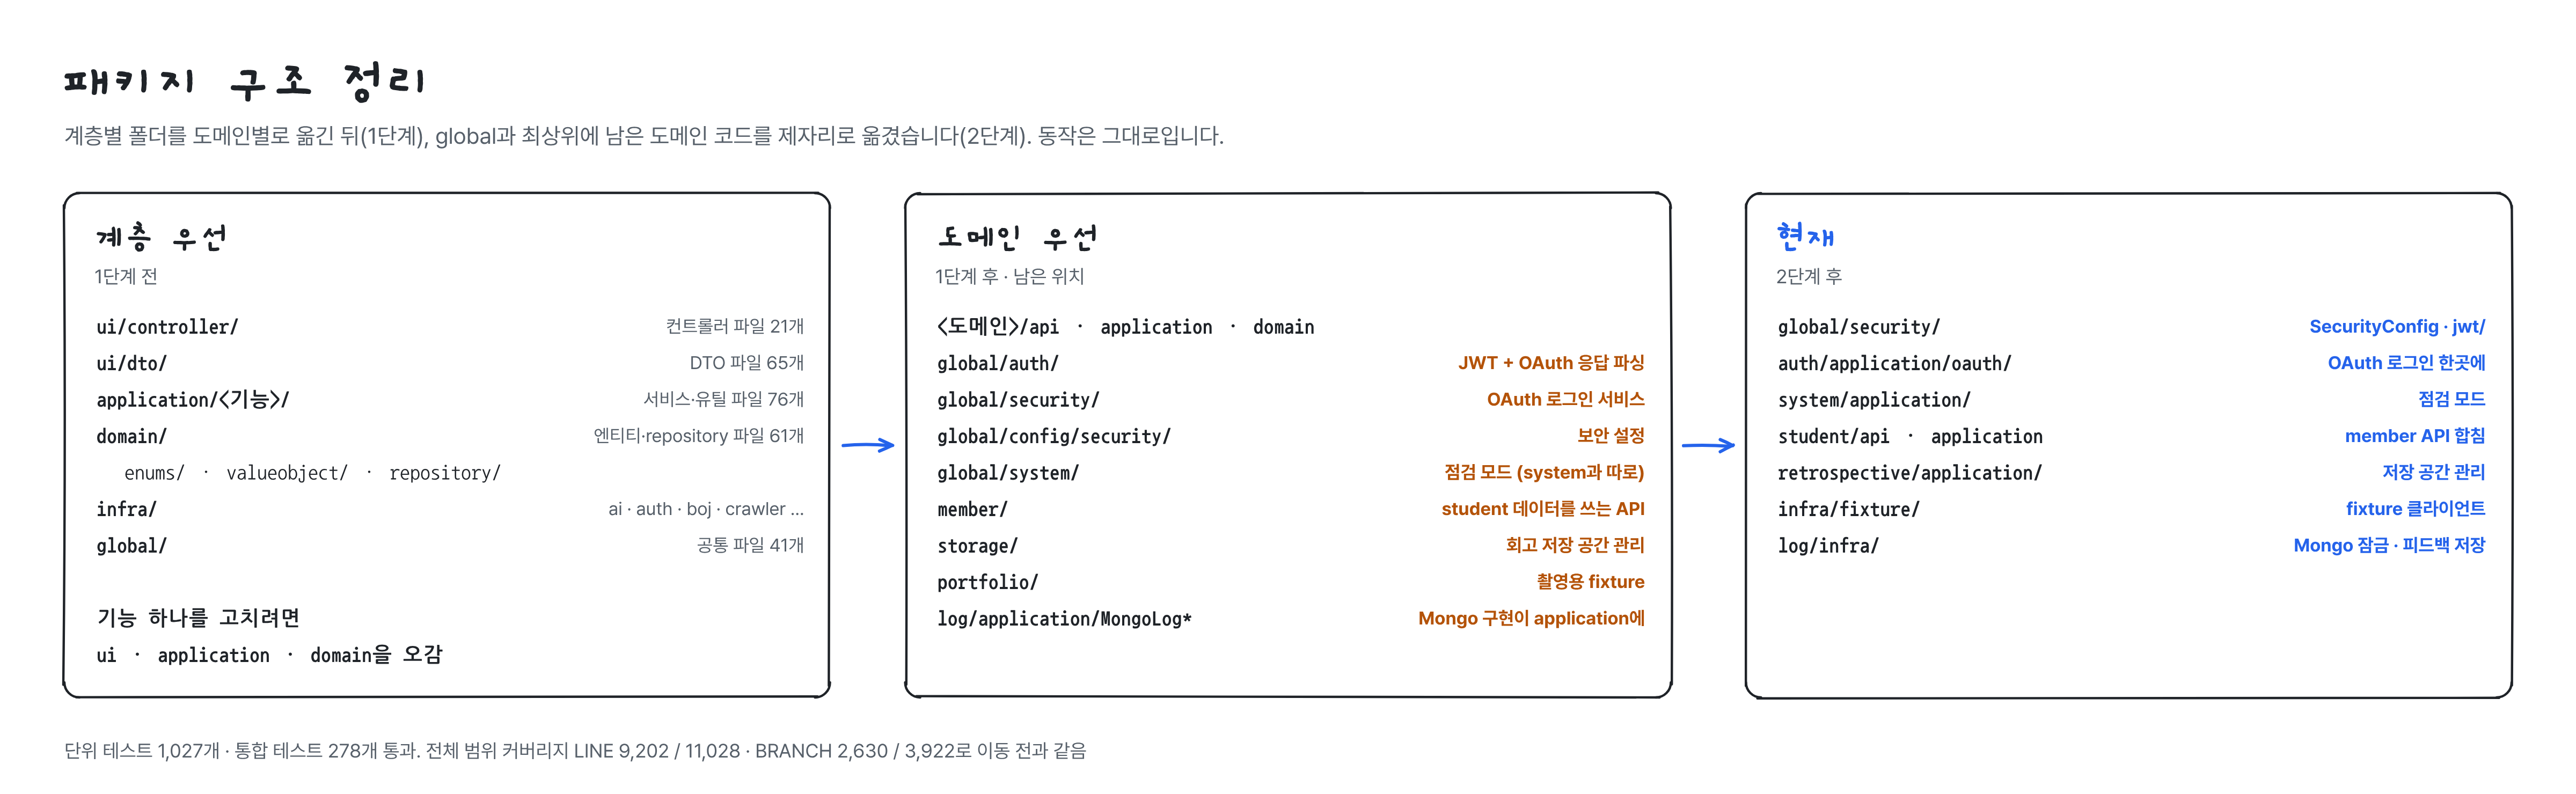 패키지 구조 정리
계층별 폴더를 도메인별로 옮긴 뒤(1단계), global과 최상위에 남은 도메인 코드를 제자리로 옮겼습니다(2단계). 동작은 그대로입니다.
계층 우선
1단계 전
ui/controller/ 컨트롤러 파일 21개
ui/dto/ DTO 파일 65개
application/<기능>/ 서비스·유틸 파일 76개
domain/ 엔티티·repository 파일 61개
enums/ · valueobject/ · repository/
infra/ ai · auth · boj · crawler ...
global/ 공통 파일 41개
기능 하나를 고치려면
ui · application · domain을 오감
도메인 우선
1단계 후 · 남은 위치
<도메인>/api · application · domain
global/auth/ JWT + OAuth 응답 파싱
global/security/ OAuth 로그인 서비스
global/config/security/ 보안 설정
global/system/ 점검 모드 (system과 따로)
member/ student 데이터를 쓰는 API
storage/ 회고 저장 공간 관리
portfolio/ 촬영용 fixture
log/application/MongoLog* Mongo 구현이 application에
현재
2단계 후
global/security/ SecurityConfig · jwt/
auth/application/oauth/ OAuth 로그인 한곳에
system/application/ 점검 모드
student/api · application member API 합침
retrospective/application/ 저장 공간 관리
infra/fixture/ fixture 클라이언트
log/infra/ Mongo 잠금 · 피드백 저장
단위 테스트 1,027개 · 통합 테스트 278개 통과. 전체 범위 커버리지 LINE 9,202 / 11,028 · BRANCH 2,630 / 3,922로 이동 전과 같음